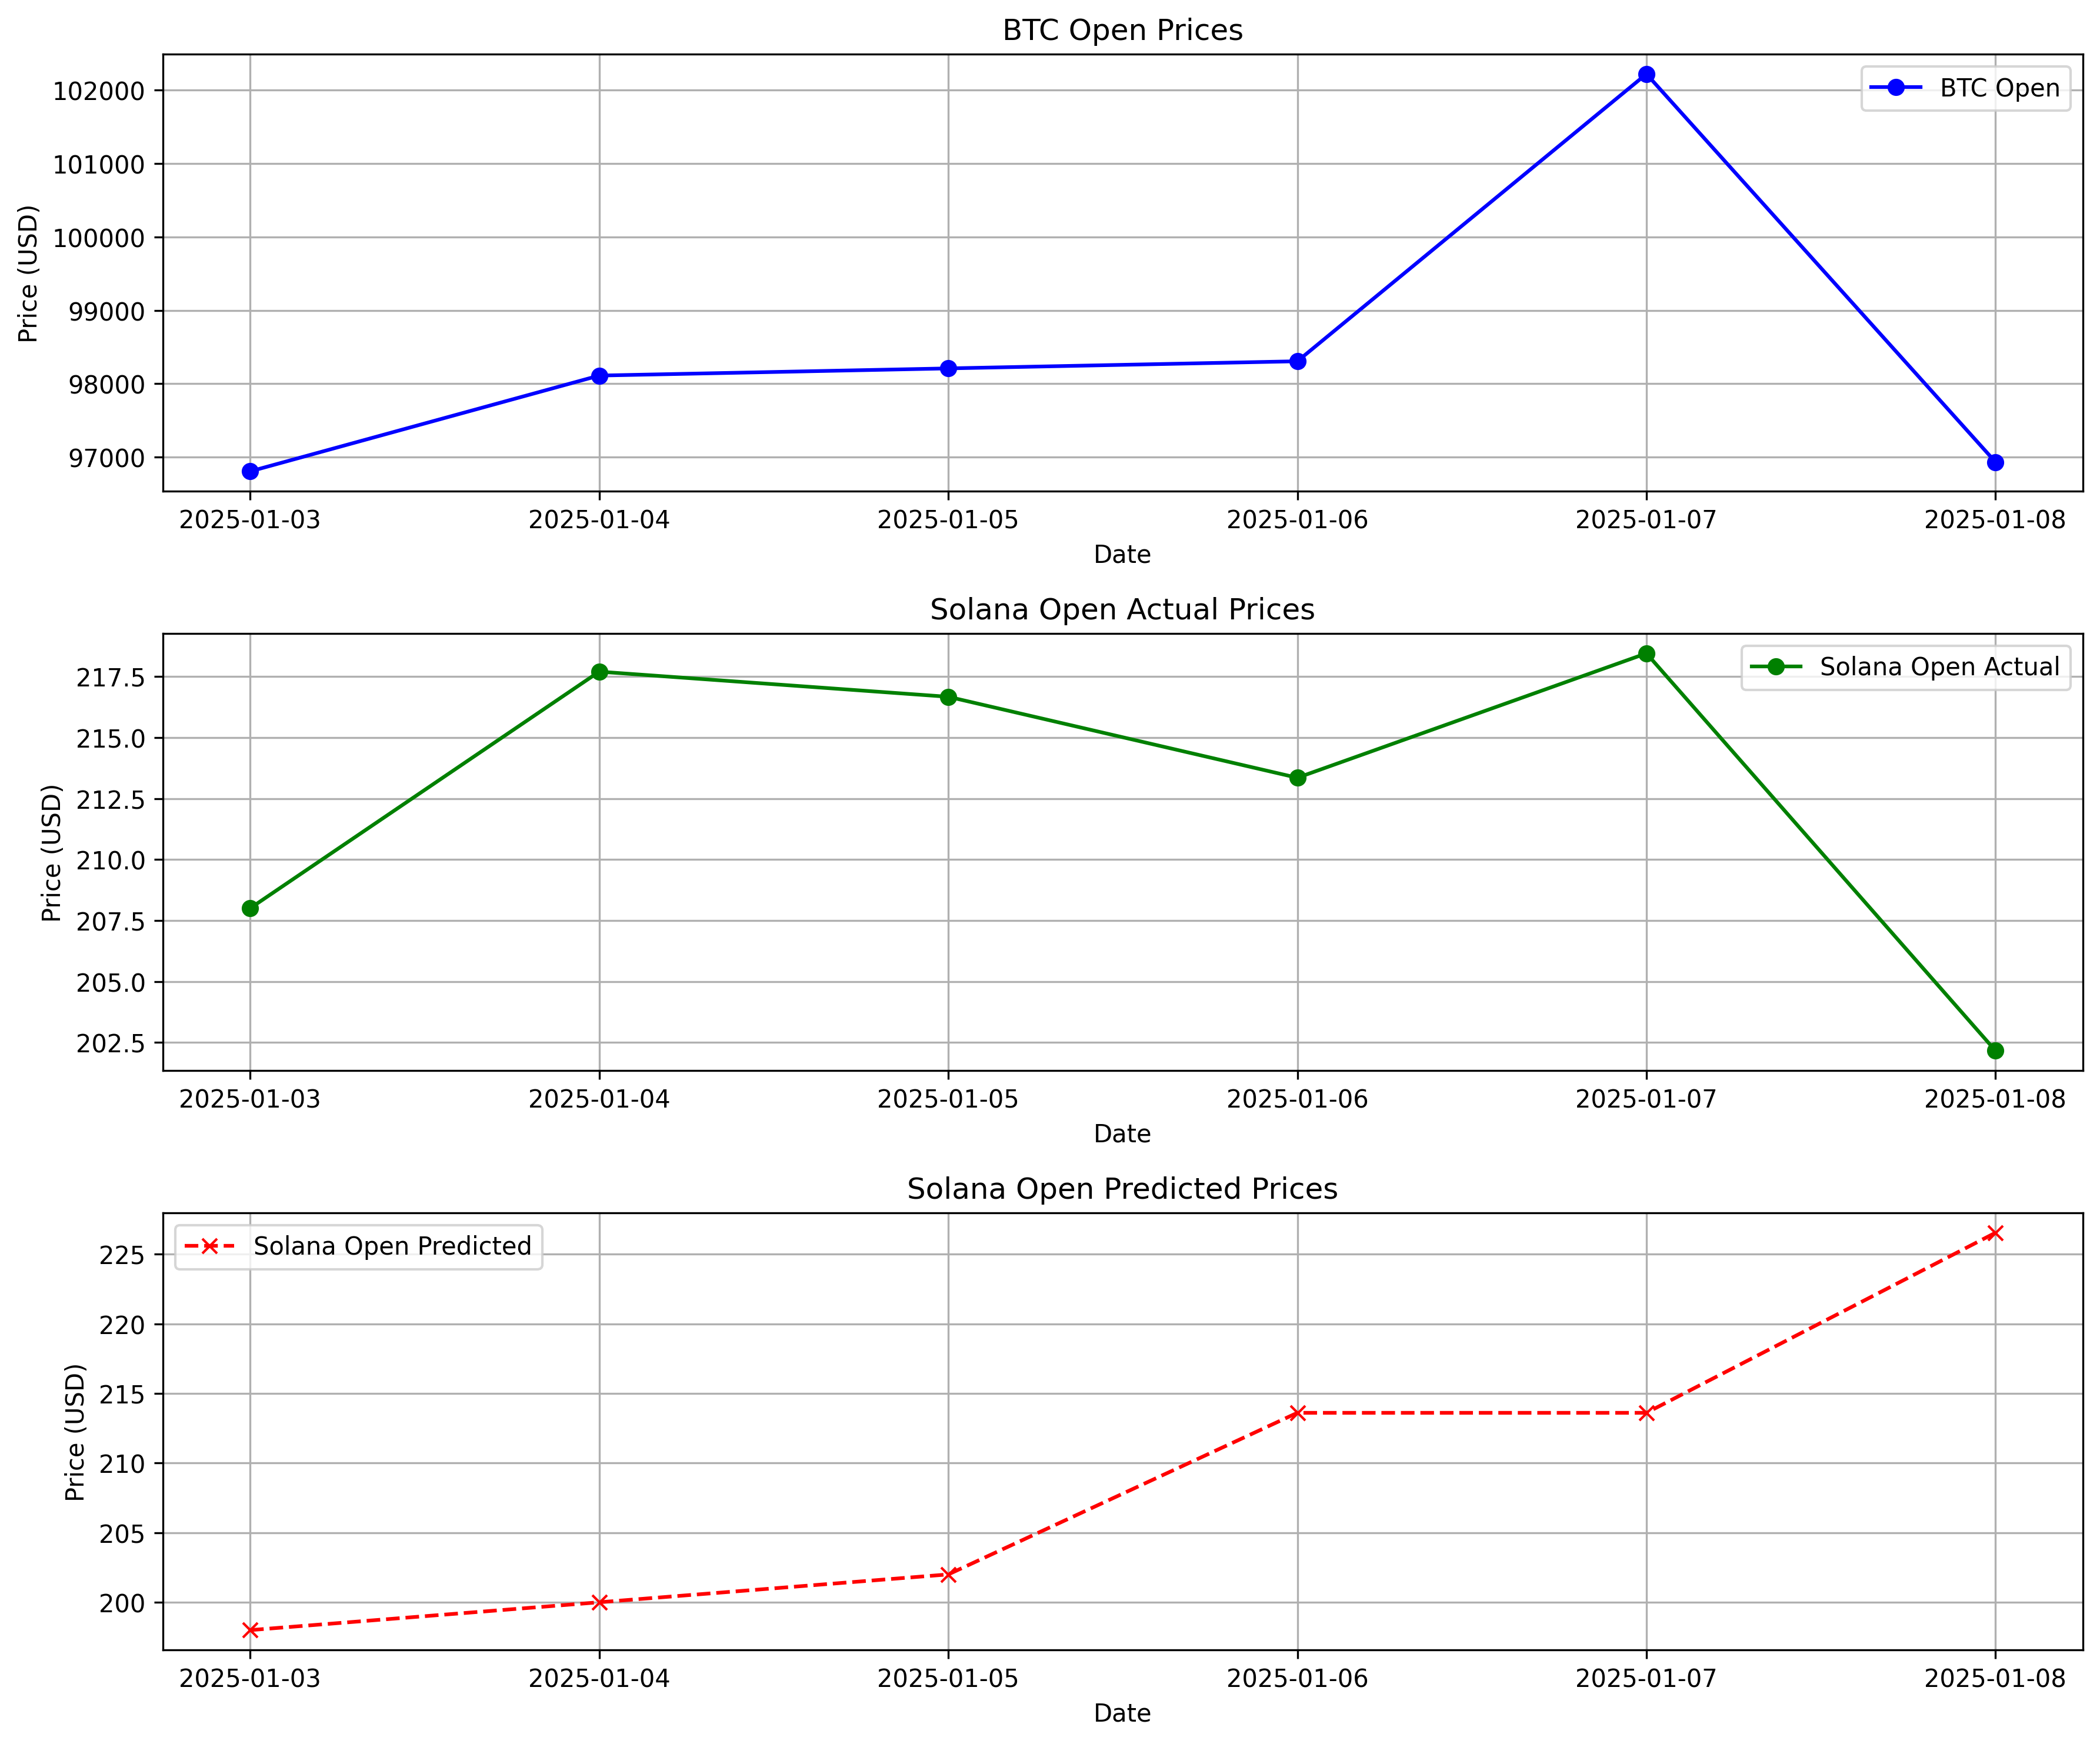 BTC Open Prices
BTC Open
Price (USD)
102000
101000
100000
99000
98000
97000
2025-01-03 2025-01-04 2025-01-05 2025-01-06 2025-01-07 2025-01-08
Date
Solana Open Actual Prices
Solana Open Actual
Price (USD)
217.5
215.0
212.5
210.0
207.5
205.0
202.5
2025-01-03 2025-01-04 2025-01-05 2025-01-06 2025-01-07 2025-01-08
Date
Solana Open Predicted Prices
Solana Open Predicted
Price (USD)
225
220
215
210
205
200
2025-01-03 2025-01-04 2025-01-05 2025-01-06 2025-01-07 2025-01-08
Date